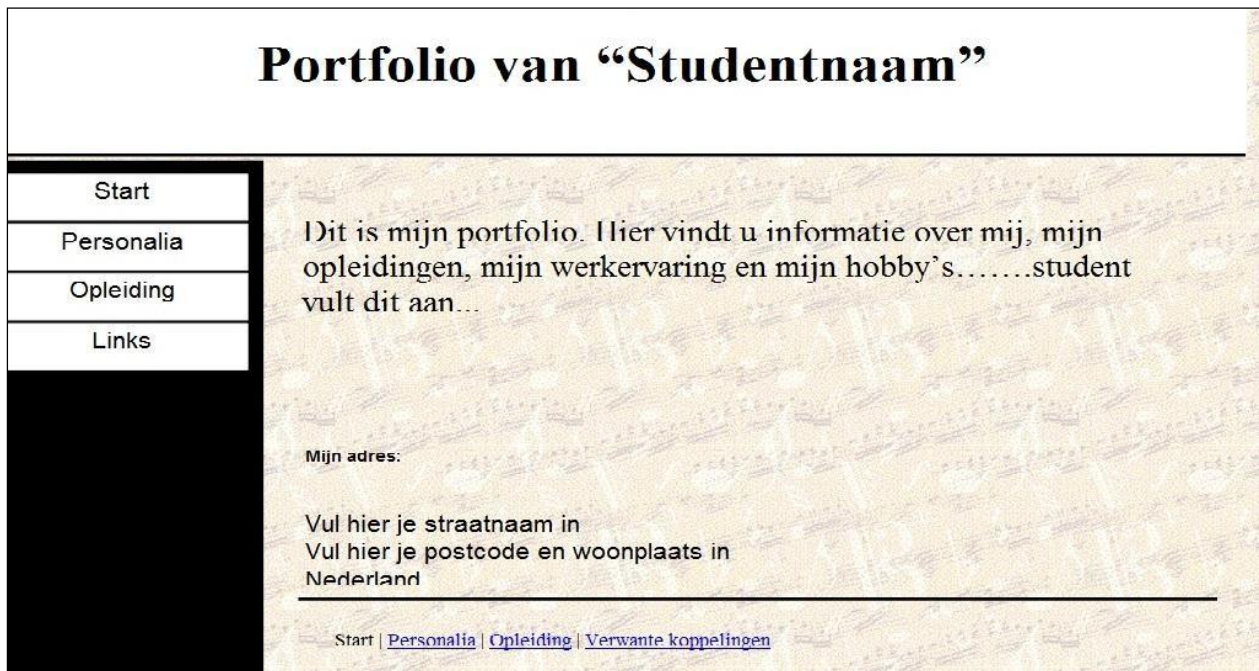 Portfolio van “Studentnaam”
Start
Personalia
Opleiding
Links
Dit is mijn portfolio. Hier vindt u informatie over mij, mijn
opleidingen, mijn werkervaring en mijn hobby’s…….student
vult dit aan...
Mijn adres:
Vul hier je straatnaam in
Vul hier je postcode en woonplaats in
Nederland
Start | Personalia | Opleiding | Verwante koppelingen